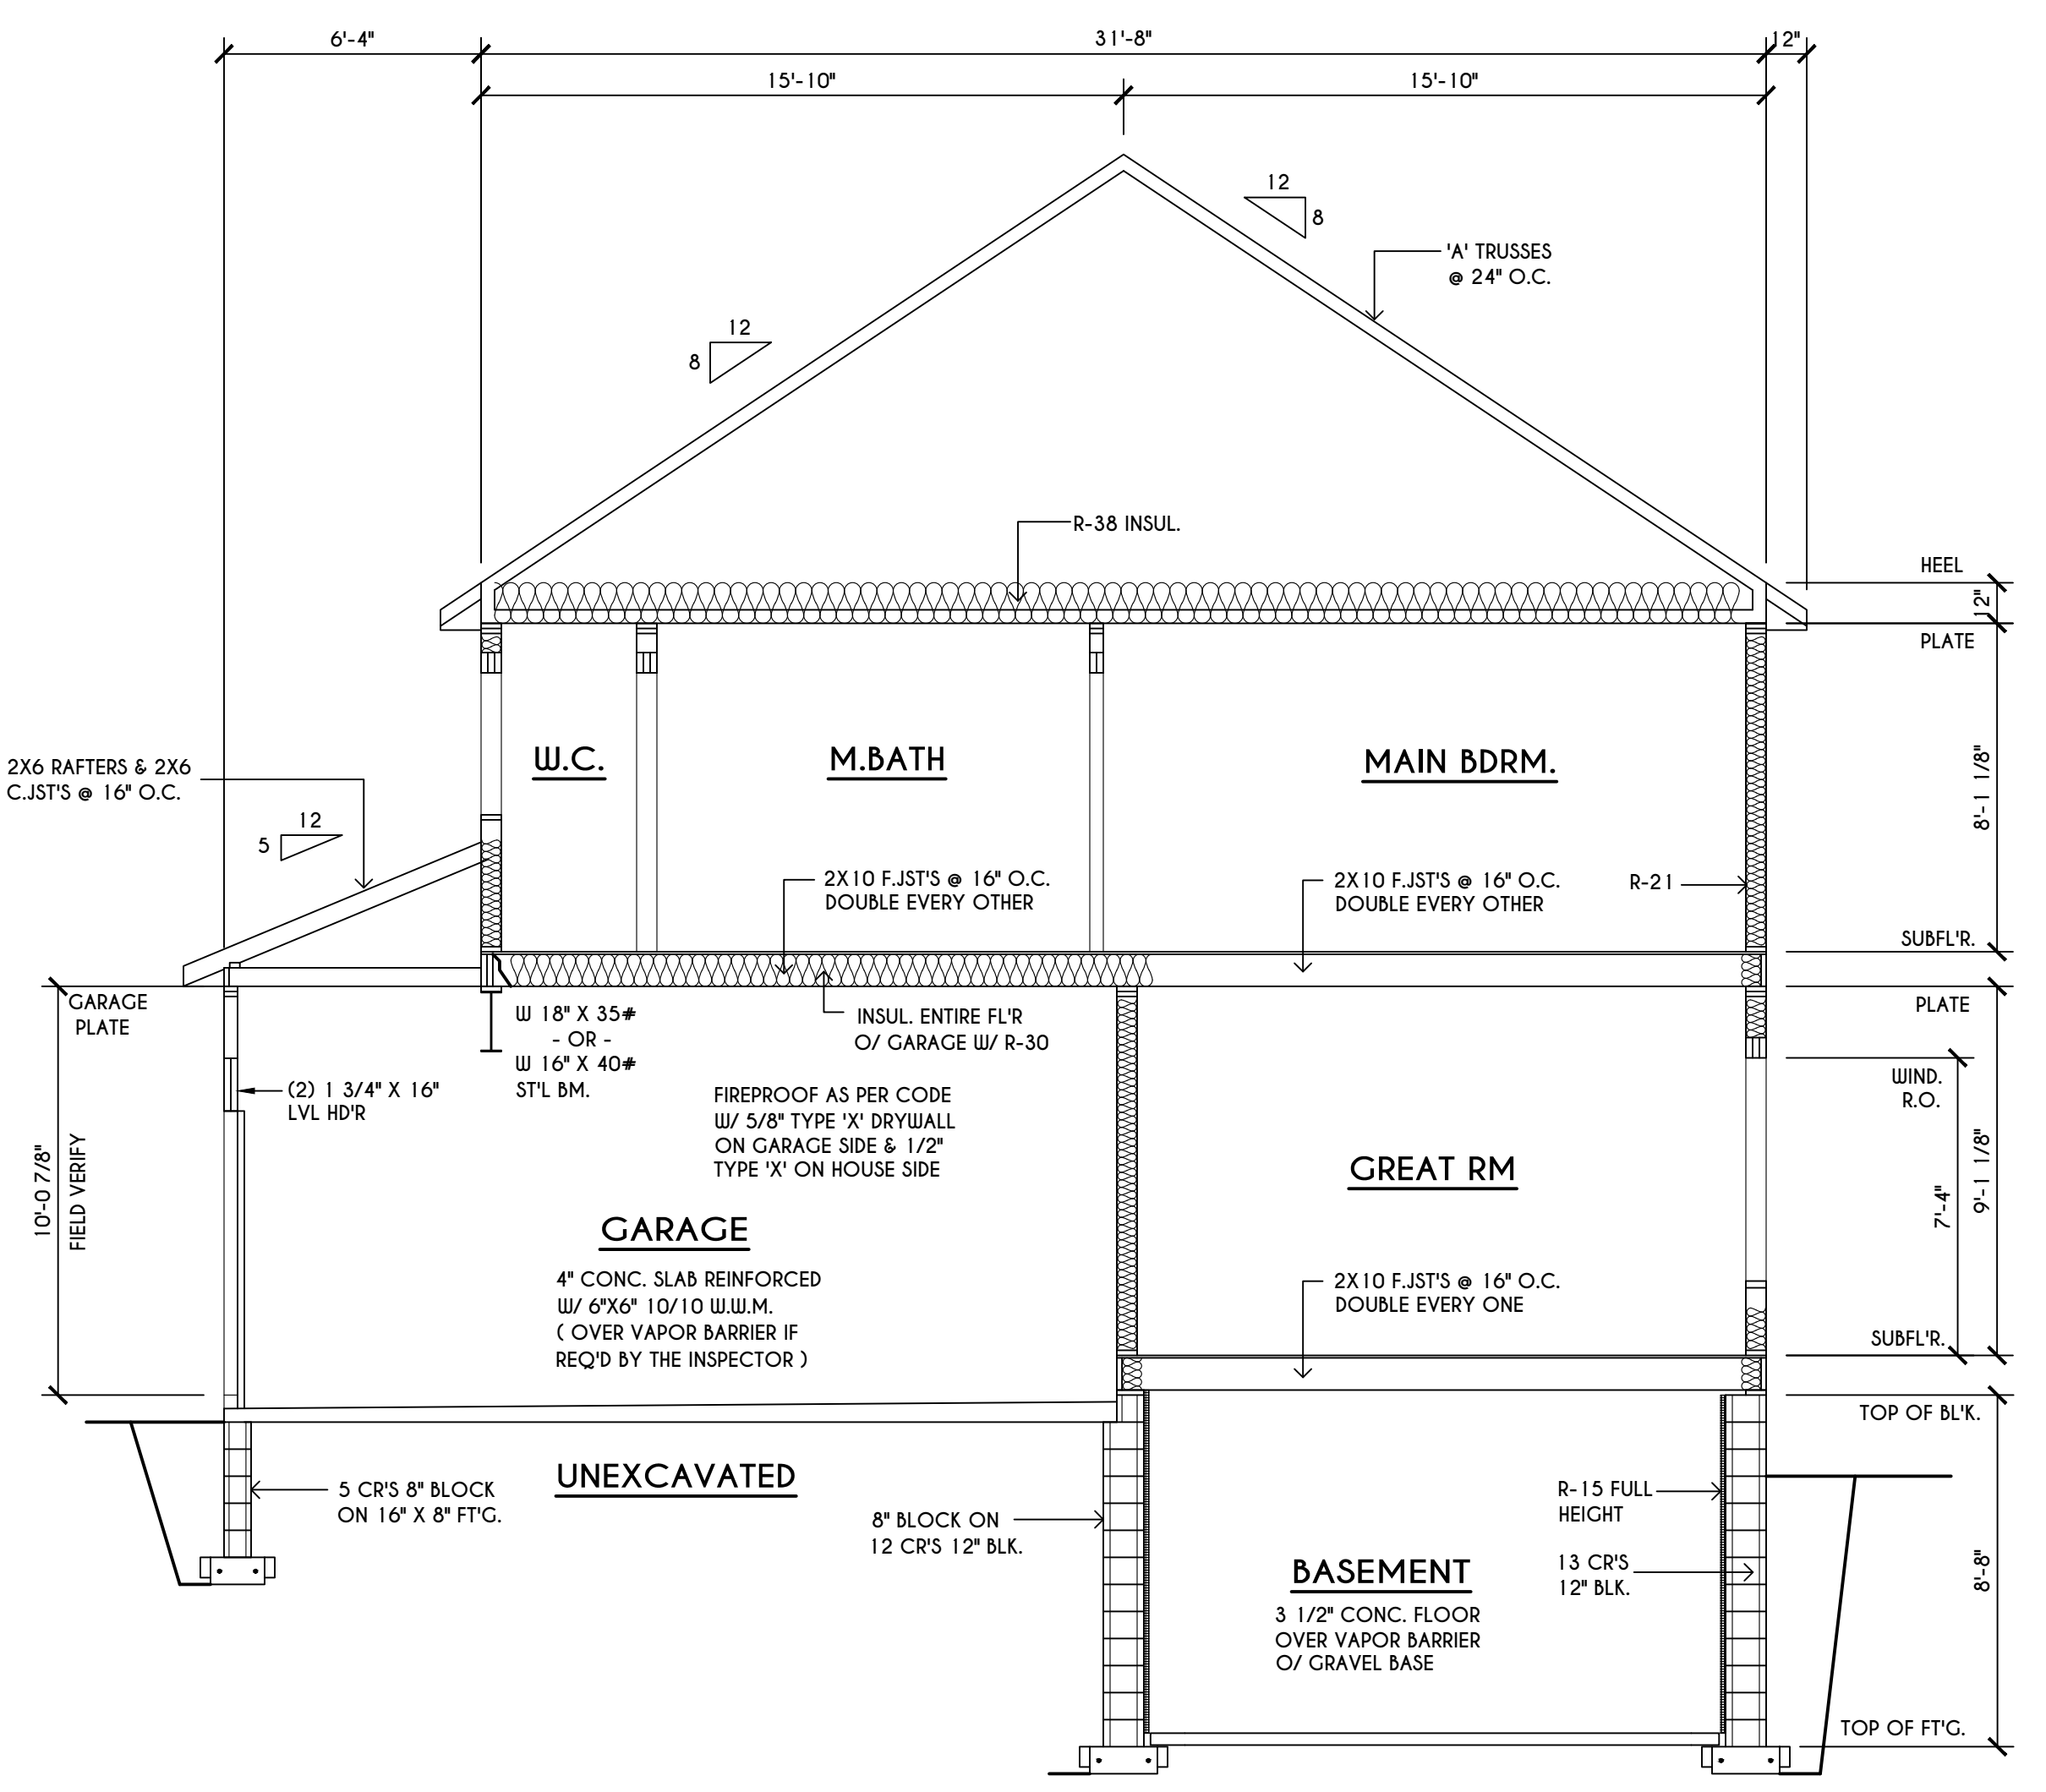 6'-4"
31'-8"
12"
15'-10"
15'-10"
12
8
'A' TRUSSES
@ 24" O.C.
12
8
R-38 INSUL.
HEEL
12"
PLATE
W.C.
M.BATH
MAIN BDRM.
8'-1 1/8"
2X6 RAFTERS & 2X6
C.JST'S @ 16" O.C.
12
5
2X10 F.JST'S @ 16" O.C.
DOUBLE EVERY OTHER
2X10 F.JST'S @ 16" O.C.
DOUBLE EVERY OTHER
R-21
SUBFL'R.
GARAGE
PLATE
W 18" X 35#
- OR -
W 16" X 40#
ST'L BM.
INSUL. ENTIRE FL'R
O/ GARAGE W/ R-30
PLATE
WIND.
R.O.
(2) 1 3/4" X 16"
LVL HD'R
FIREPROOF AS PER CODE
W/ 5/8" TYPE 'X' DRYWALL
ON GARAGE SIDE & 1/2"
TYPE 'X' ON HOUSE SIDE
10'-0 7/8"
FIELD VERIFY
GREAT RM
7'-4"
9'-1 1/8"
GARAGE
4" CONC. SLAB REINFORCED
W/ 6"X6" 10/10 W.W.M.
( OVER VAPOR BARRIER IF
REQ'D BY THE INSPECTOR )
2X10 F.JST'S @ 16" O.C.
DOUBLE EVERY ONE
SUBFL'R.
TOP OF BL'K.
UNEXCAVATED
5 CR'S 8" BLOCK
ON 16" X 8" FT'G.
8" BLOCK ON
12 CR'S 12" BLK.
R-15 FULL
HEIGHT
13 CR'S
12" BLK.
BASEMENT
3 1/2" CONC. FLOOR
OVER VAPOR BARRIER
O/ GRAVEL BASE
8'-8"
TOP OF FT'G.